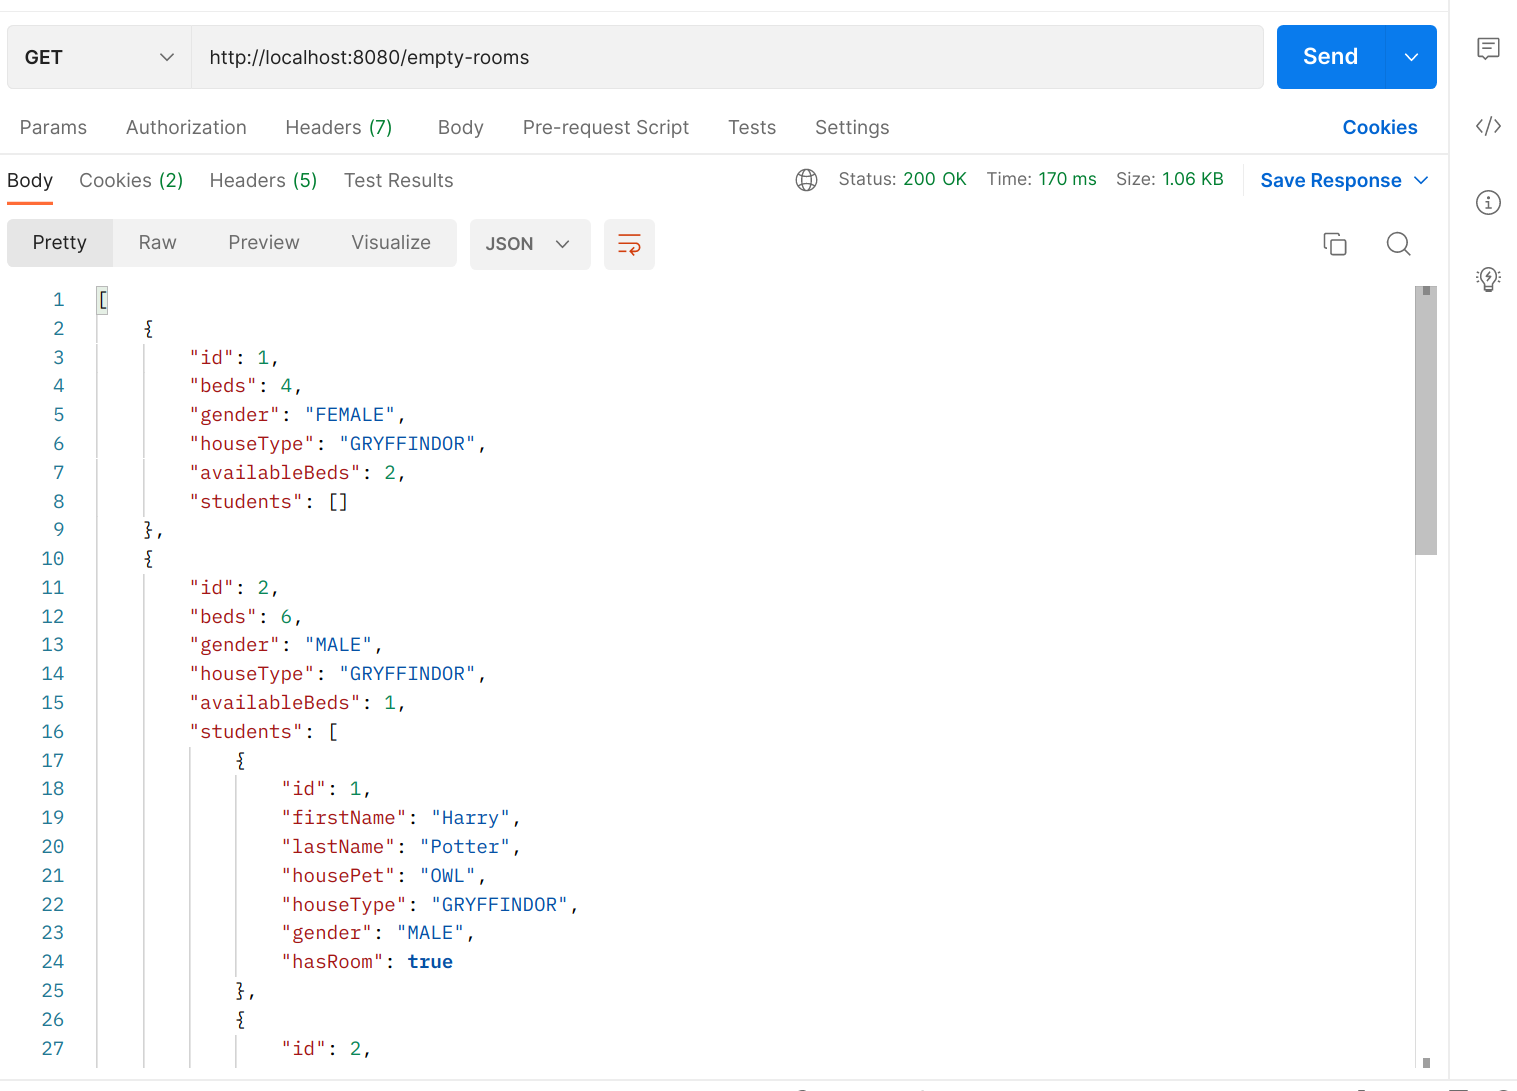 GET http://localhost:8080/empty-rooms Send
Params Authorization Headers (7) Body Pre-request Script Tests Settings Cookies
Body Cookies (2) Headers (5) Test Results Status: 200 OK Time: 170 ms Size: 1.06 KB Save Response
Pretty Raw Preview Visualize JSON
1 [
2 {
3 "id": 1,
4 "beds": 4,
5 "gender": "FEMALE",
6 "houseType": "GRYFFINDOR",
7 "availableBeds": 2,
8 "students": []
9 },
10 {
11 "id": 2,
12 "beds": 6,
13 "gender": "MALE",
14 "houseType": "GRYFFINDOR",
15 "availableBeds": 1,
16 "students": [
17 {
18 "id": 1,
19 "firstName": "Harry",
20 "lastName": "Potter",
21 "housePet": "OWL",
22 "houseType": "GRYFFINDOR",
23 "gender": "MALE",
24 "hasRoom": true
25 },
26 {
27 "id": 2,